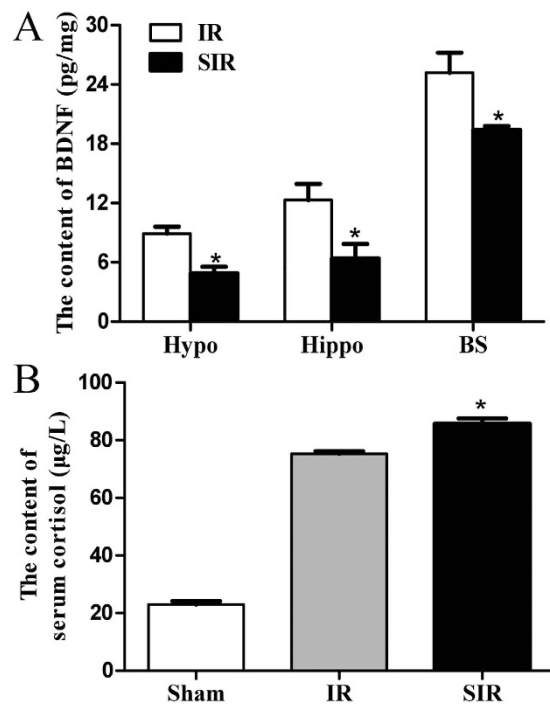 A
The content of BDNF (pg/mg)
30
24
18
12
6
0
IR
SIR
*
*
*
Hypo Hippo BS
B
The content of
serum cortisol (μg/L)
100
80
60
40
20
0
*
Sham IR SIR